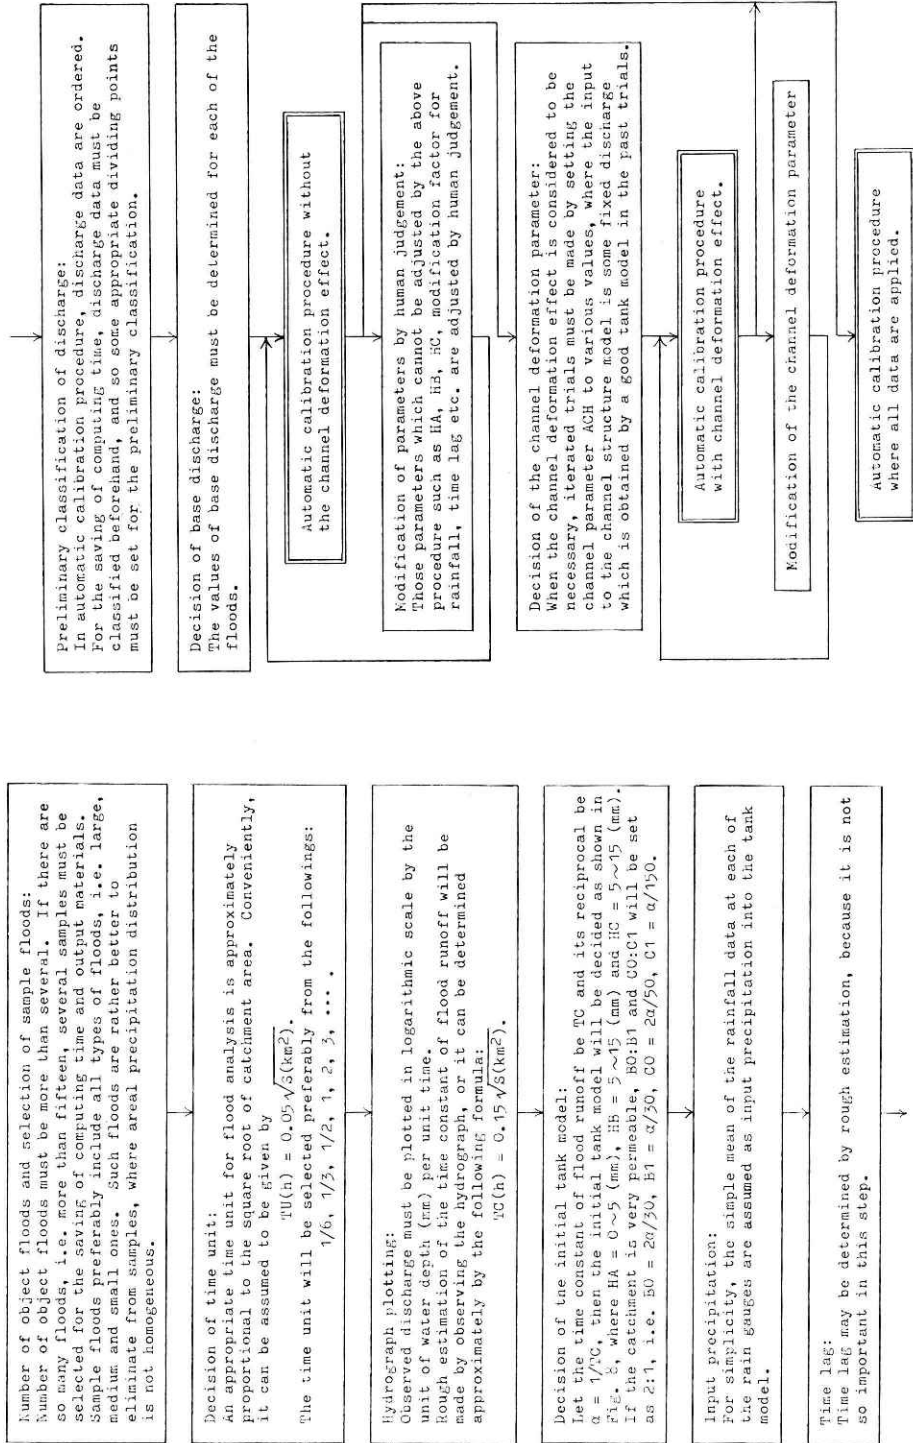 Number of object floods and selection of sample floods:
Number of object floods must be more than several. If there are
so many floods, i.e. more than fifteen, several samples must be
selected for the saving of computing time and output materials.
Sample floods preferably include all types of floods, i.e. large,
medium and small ones. Such floods are rather better to
eliminate from samples, where areal precipitation distribution
is not homogeneous.
Decision of time unit:
An appropriate time unit for flood analysis is approximately
proportional to the square root of catchment area. Conveniently,
it can be assumed to be given by
TU(h) = 0.05√S(km²).
The time unit will be selected preferably from the followings:
1/6, 1/3, 1/2, 1, 2, 3, ... .
Hydrograph plotting:
Observed discharge must be plotted in logarithmic scale by the
unit of water depth (mm) per unit time.
Rough estimation of the time constant of flood runoff will be
made by observing the hydrograph, or it can be determined
approximately by the following formula:
TC(h) = 0.15√S(km²).
Decision of the initial tank model:
Let the time constant of flood runoff be TC and its reciprocal be
α = 1/TC, then the initial tank model will be decided as shown in
Fig. 8, where HA = 0~5 (mm), HB = 5~15 (mm) and HC = 5~15 (mm).
If the catchment is very permeable, B0:B1 and C0:C1 will be set
as 2:1, i.e. B0 = 2α/30, B1 = α/30, C0 = 2α/50, C1 = α/150.
Input precipitation:
For simplicity, the simple mean of the rainfall data at each of
the rain gauges are assumed as input precipitation into the tank
model.
Time lag:
Time lag may be determined by rough estimation, because it is not
so important in this step.
Preliminary classification of discharge:
In automatic calibration procedure, discharge data are ordered.
For the saving of computing time, discharge data must be
classified beforehand, and so some appropriate dividing points
must be set for the preliminary classification.
Decision of base discharge:
The values of base discharge must be determined for each of the
floods.
Automatic calibration procedure without
the channel deformation effect.
Modification of parameters by human judgement:
Those parameters which cannot be adjusted by the above
procedure such as HA, HB, HC, modification factor for
rainfall, time lag etc. are adjusted by human judgement.
Decision of the channel deformation parameter:
When the channel deformation effect is considered to be
necessary, iterated trials must be made by setting the
channel parameter ACH to various values, where the input
to the channel structure model is some fixed discharge
which is obtained by a good tank model in the past trials.
Automatic calibration procedure
with channel deformation effect.
Modification of the channel deformation parameter
Automatic calibration procedure
where all data are applied.